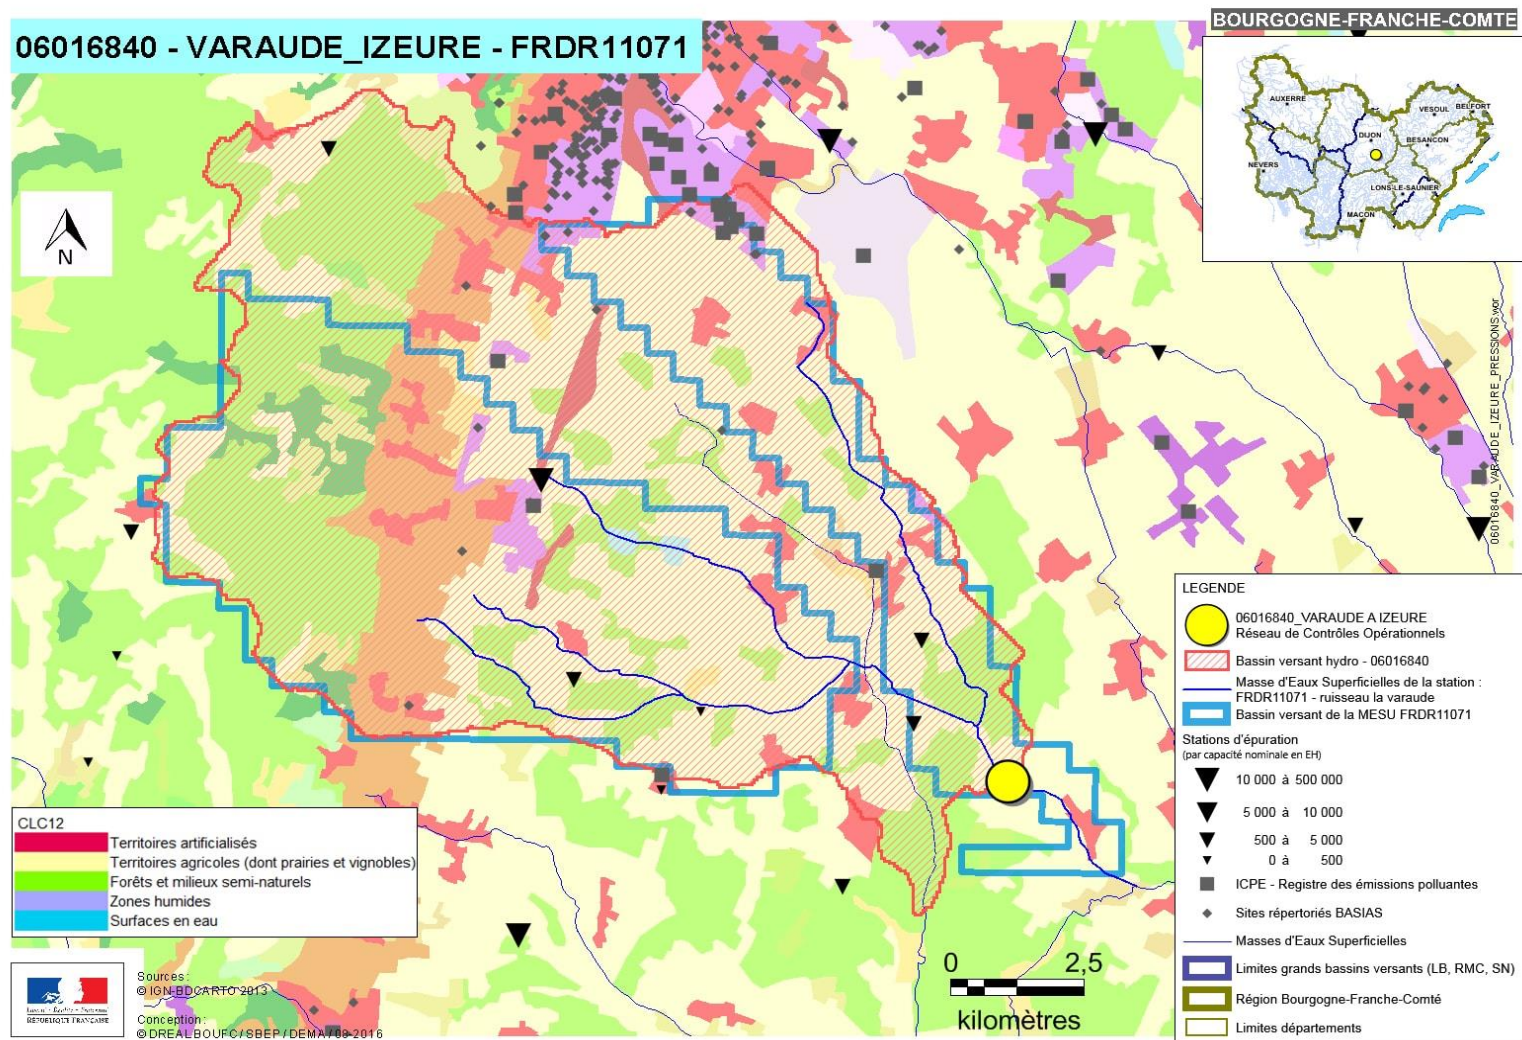 BOURGOGNE-FRANCHE-COMTE
06016840 - VARAUDE_IZEURE - FRDR11071
AUXERRE
VESOUL
BELFORT
DIJON
BESANCON
NEVERS
LONS-LE-SAUNIER
MACON
N
06016840_VARAUDE_IZEURE_PRESSIONS.wor
LEGENDE
06016840_VARAUDE A IZEURE
Réseau de Contrôles Opérationnels
Bassin versant hydro - 06016840
Masse d'Eaux Superficielles de la station :
FRDR11071 - ruisseau la varaude
Bassin versant de la MESU FRDR11071
Stations d'épuration
(par capacité nominale en EH)
10 000 à 500 000
5 000 à 10 000
500 à 5 000
0 à 500
ICPE - Registre des émissions polluantes
Sites répertoriés BASIAS
Masses d'Eaux Superficielles
Limites grands bassins versants (LB, RMC, SN)
Région Bourgogne-Franche-Comté
Limites départements
CLC12
Territoires artificialisés
Territoires agricoles (dont prairies et vignobles)
Forêts et milieux semi-naturels
Zones humides
Surfaces en eau
0 2,5
kilomètres
Liberté • Égalité • Fraternité
RÉPUBLIQUE FRANÇAISE
Sources :
© IGN-BDCARTO 2013
Conception :
© DREAL BOUFC / SBEP / DEMA / 09-2016